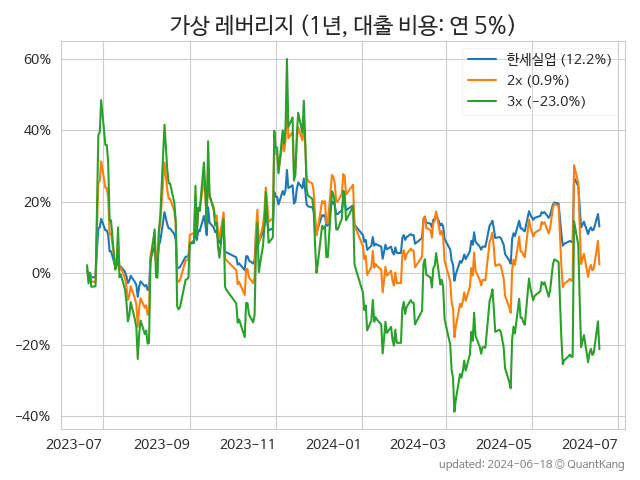 가상 레버리지 (1년, 대출 비용: 연 5%)
한세실업 (12.2%)
2x (0.9%)
3x (−23.0%)
60%
40%
20%
0%
−20%
−40%
2023-07 2023-09 2023-11 2024-01 2024-03 2024-05 2024-07
updated: 2024-06-18 © QuantKang